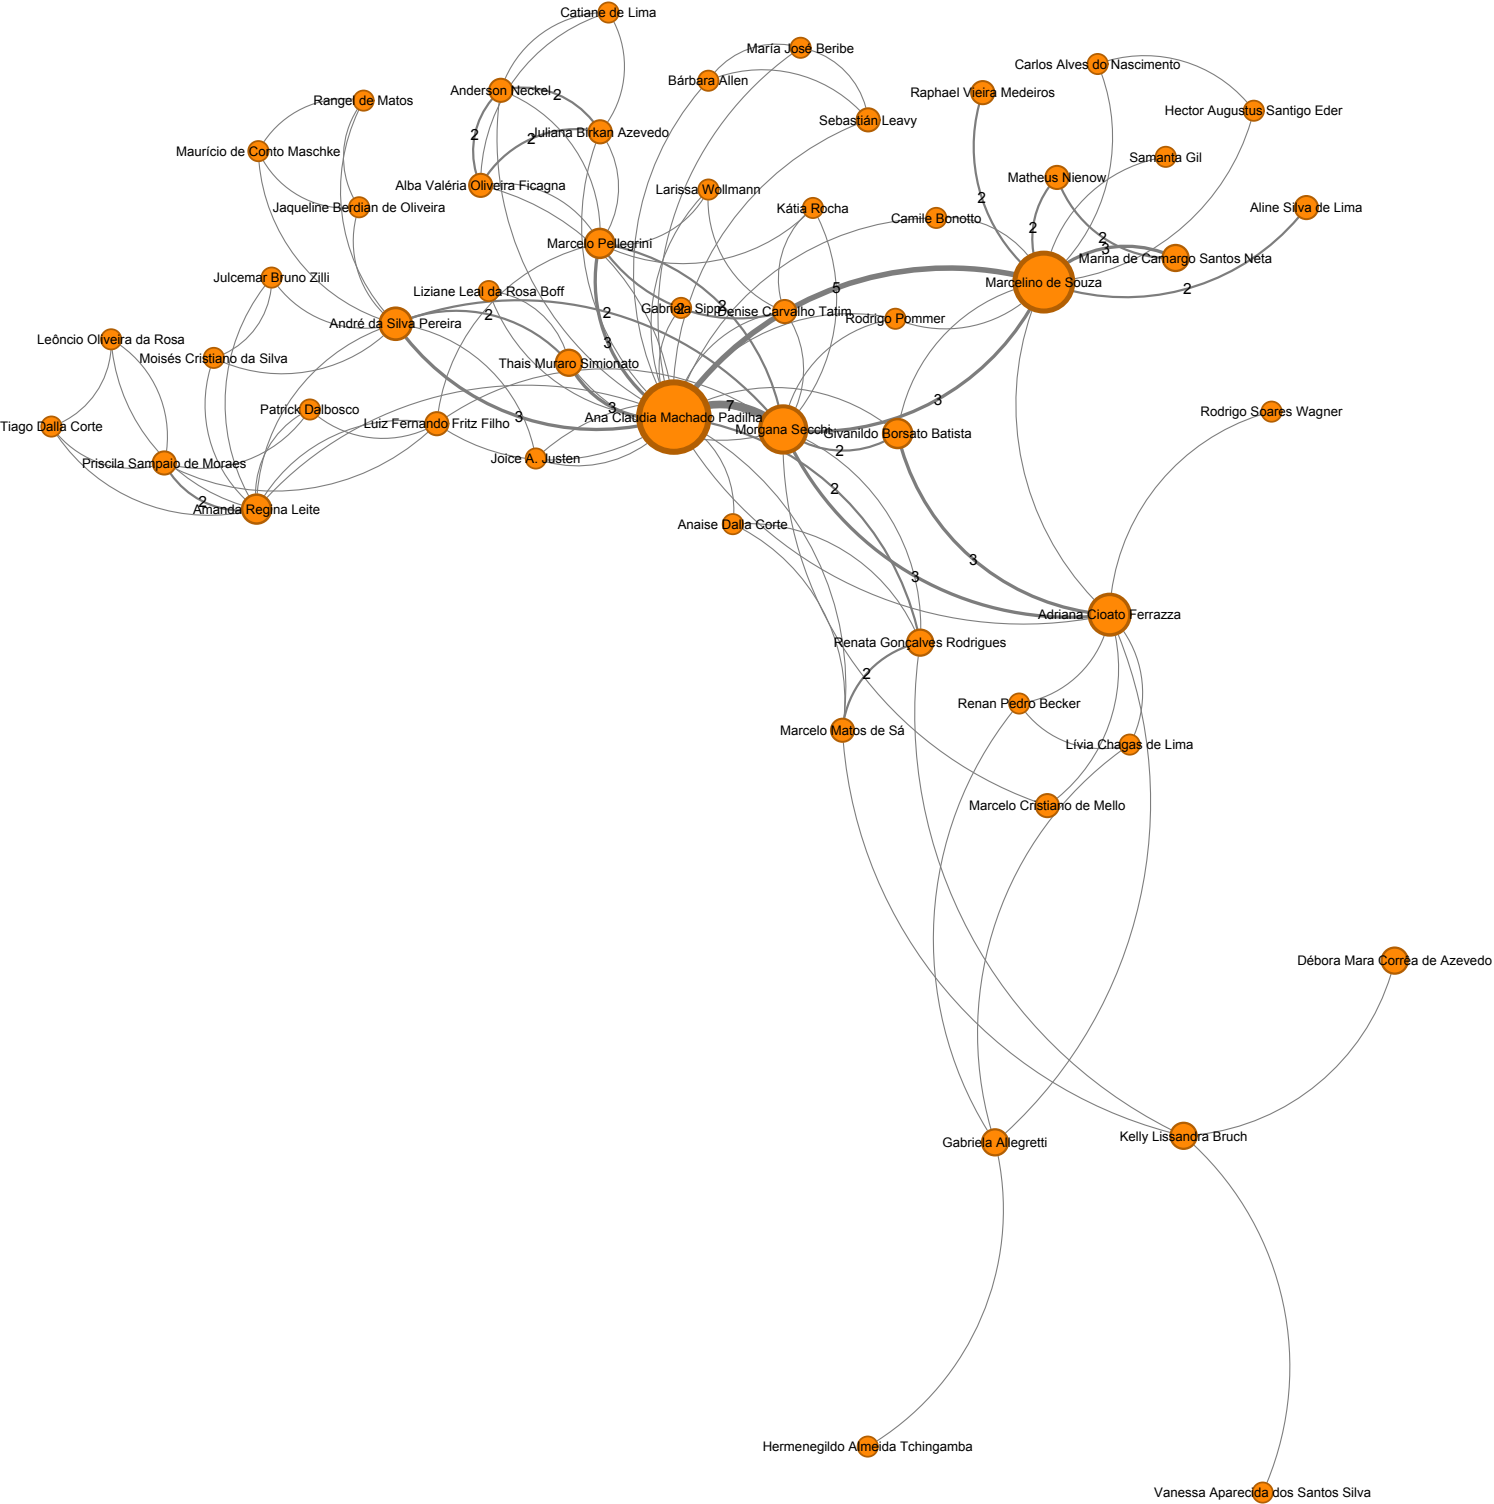 Catiane de Lima
María José Beribe
Carlos Alves do Nascimento
Bárbara Allen
Anderson Neckel
2
Raphael Vieira Medeiros
Rangel de Matos
Hector Augustus Santigo Eder
Sebastián Leavy
2
Juliana Birkan Azevedo
2
Maurício de Conto Maschke
Samanta Gil
Matheus Nienow
Alba Valéria Oliveira Ficagna
Larissa Wollmann
2
Jaqueline Berdian de Oliveira
Kátia Rocha
Camile Bonotto
Aline Silva de Lima
2
2
Marcelo Pellegrini
3
Marina de Camargo Santos Neta
Julcemar Bruno Zilli
Marcelino de Souza
Liziane Leal da Rosa Boff
5
2
Gabriela Sippi
2
2
Denise Carvalho Tatim
2
2
Rodrigo Pommer
André da Silva Pereira
Leôncio Oliveira da Rosa
3
Moisés Cristiano da Silva
Thais Muraro Simionato
3
Patrick Dalbosco
3
7
Rodrigo Soares Wagner
3
Ana Claudia Machado Padilha
Tiago Dalla Corte
Luiz Fernando Fritz Filho
Morgana Secchi
Givanildo Borsato Batista
2
Joice A. Justen
Priscila Sampaio de Moraes
2
2
Amanda Regina Leite
Anaise Dalla Corte
3
3
Adriana Cioato Ferrazza
Renata Gonçalves Rodrigues
2
Renan Pedro Becker
Marcelo Matos de Sá
Lívia Chagas de Lima
Marcelo Cristiano de Mello
Débora Mara Corrêa de Azevedo
Kelly Lissandra Bruch
Gabriela Allegretti
Hermenegildo Almeida Tchingamba
Vanessa Aparecida dos Santos Silva